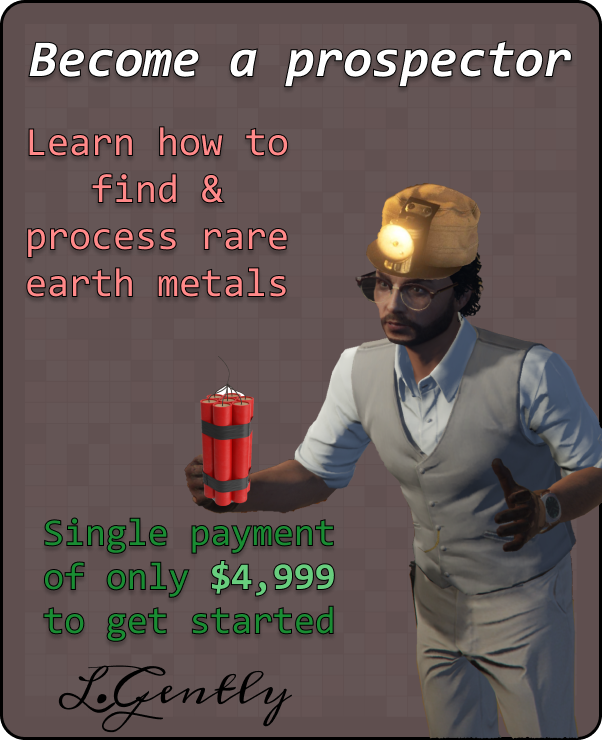 Become a prospector
Learn how to
find &
process rare
earth metals
Single payment
of only $4,999
to get started
L.Gently